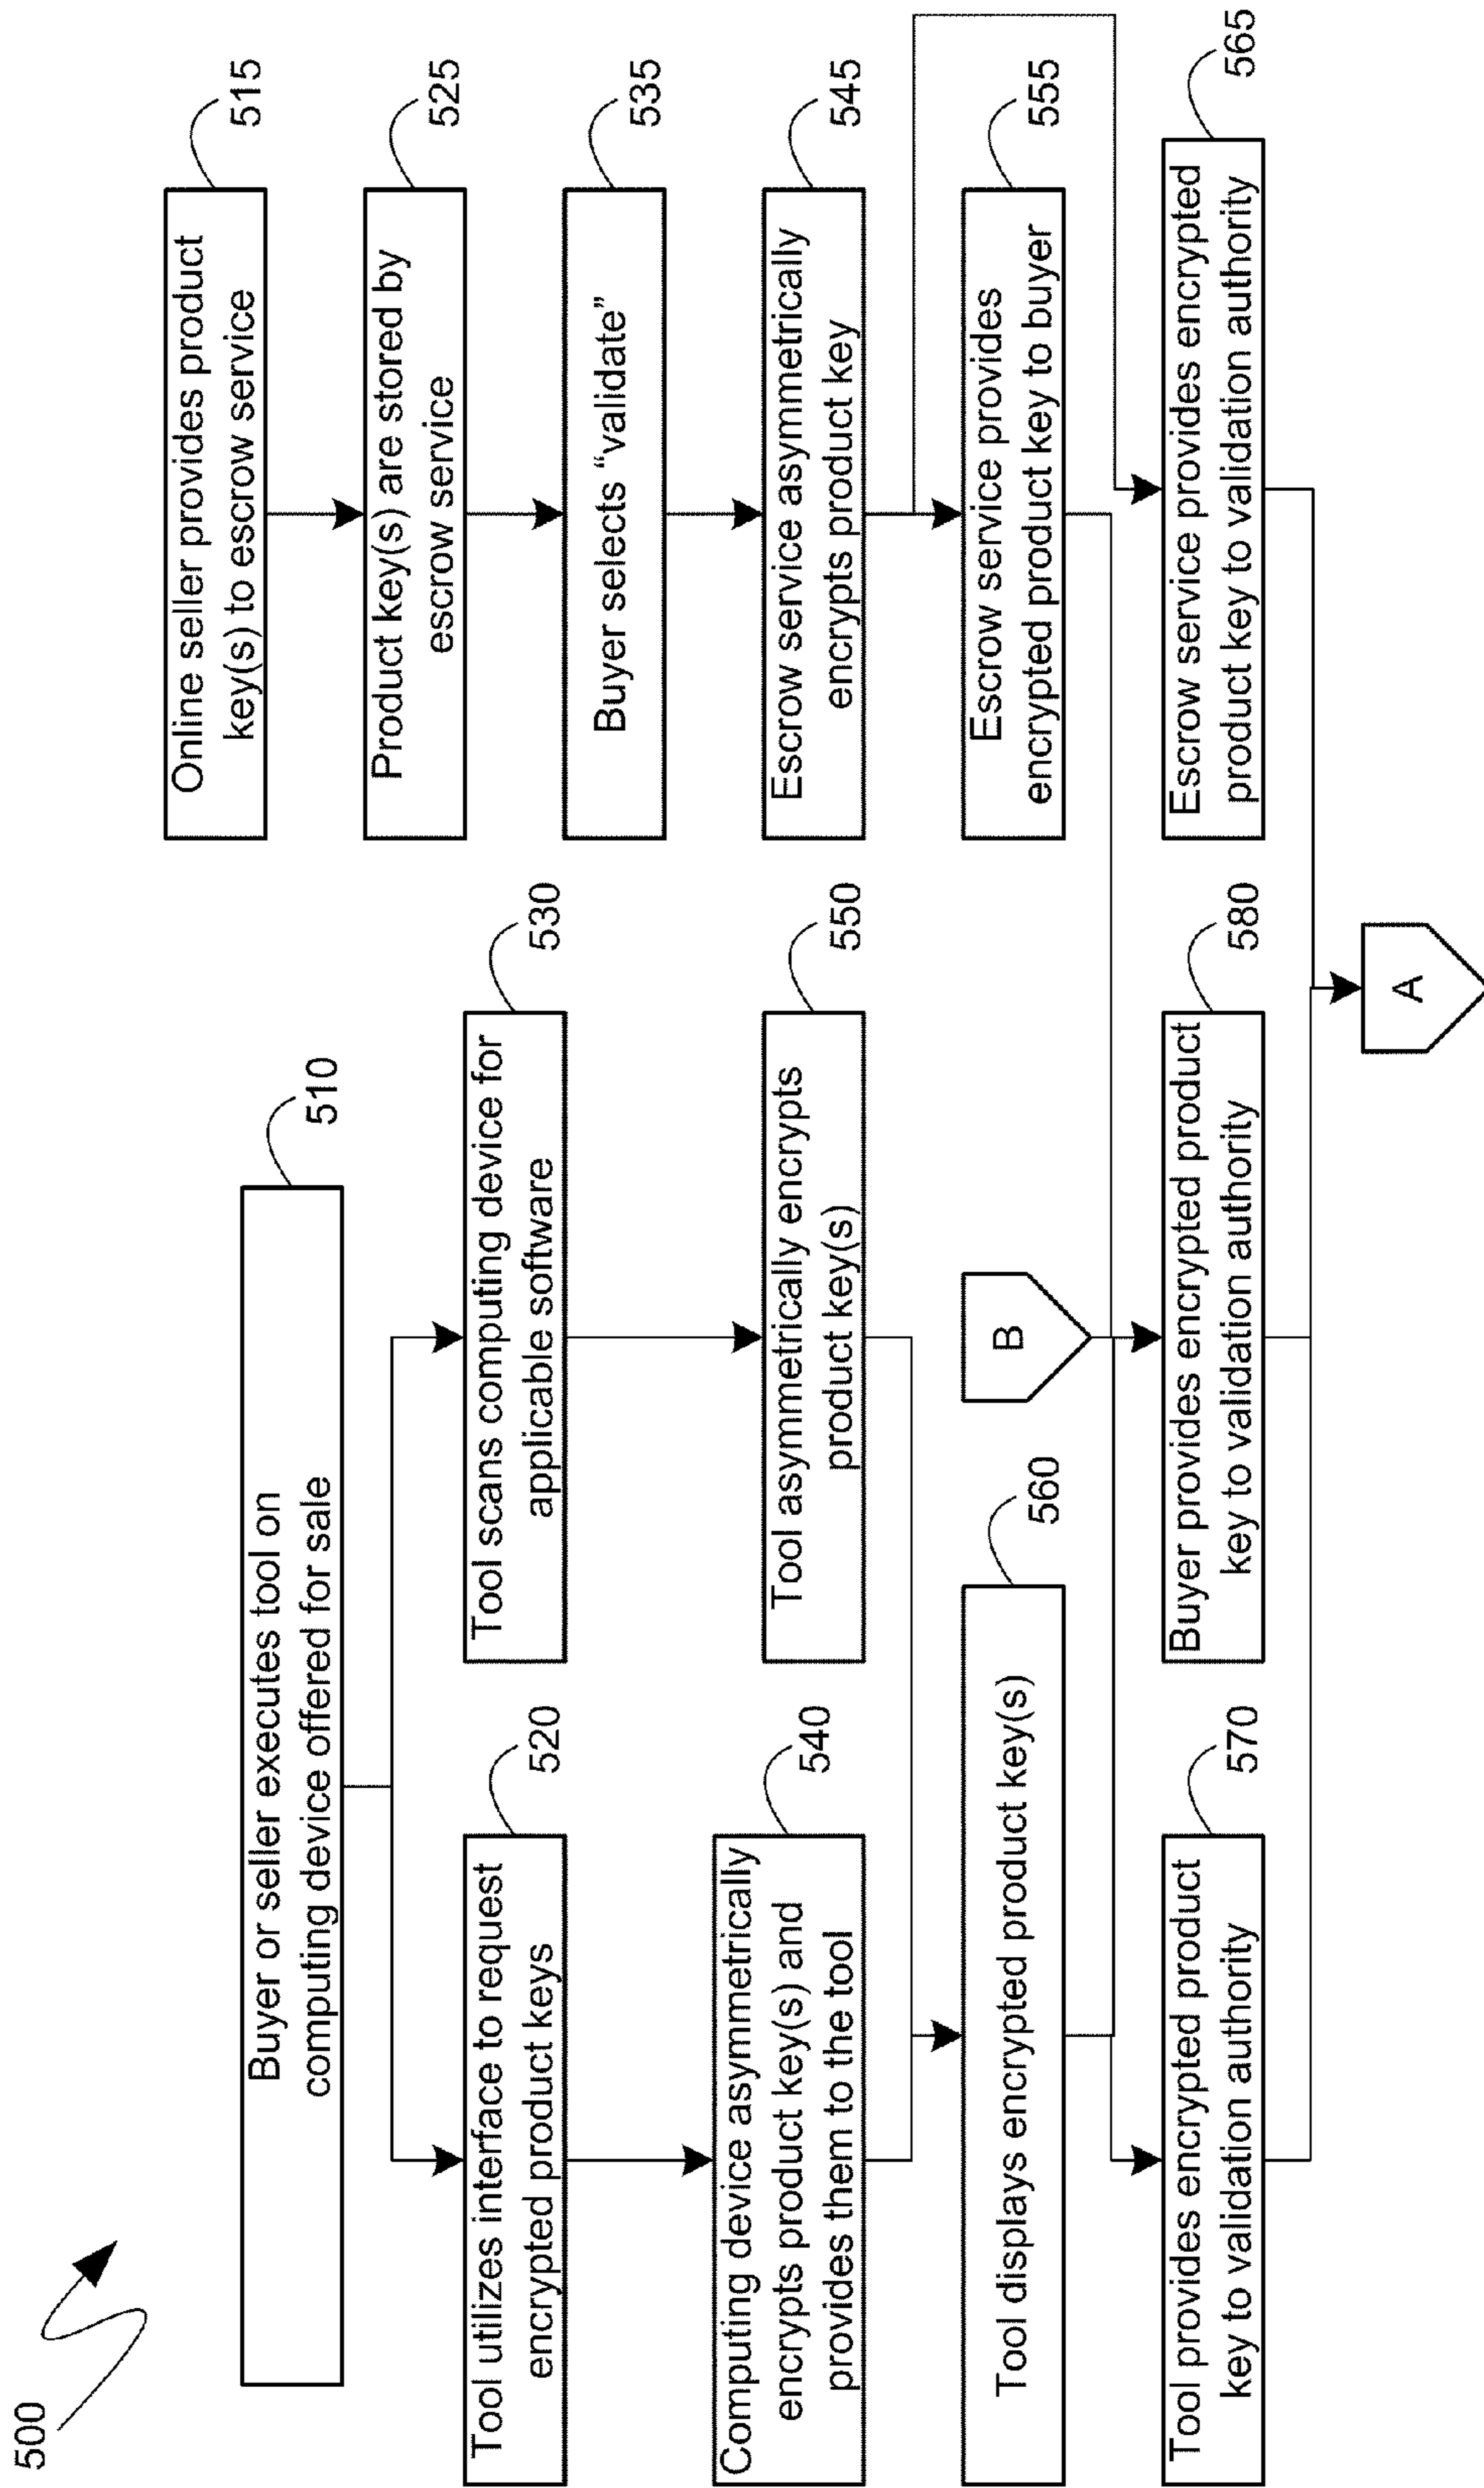 500
Buyer or seller executes tool on
computing device offered for sale
510
Online seller provides product
key(s) to escrow service
515
Tool utilizes interface to request
encrypted product keys
520
Tool scans computing device for
applicable software
530
Product key(s) are stored by
escrow service
525
Buyer selects “validate”
535
Computing device asymmetrically
encrypts product key(s) and
provides them to the tool
540
Tool asymmetrically encrypts
product key(s)
550
Escrow service asymmetrically
encrypts product key
545
Tool displays encrypted product key(s)
560
B
Escrow service provides
encrypted product key to buyer
555
Tool provides encrypted product
key to validation authority
570
Buyer provides encrypted product
key to validation authority
580
Escrow service provides encrypted
product key to validation authority
565
A